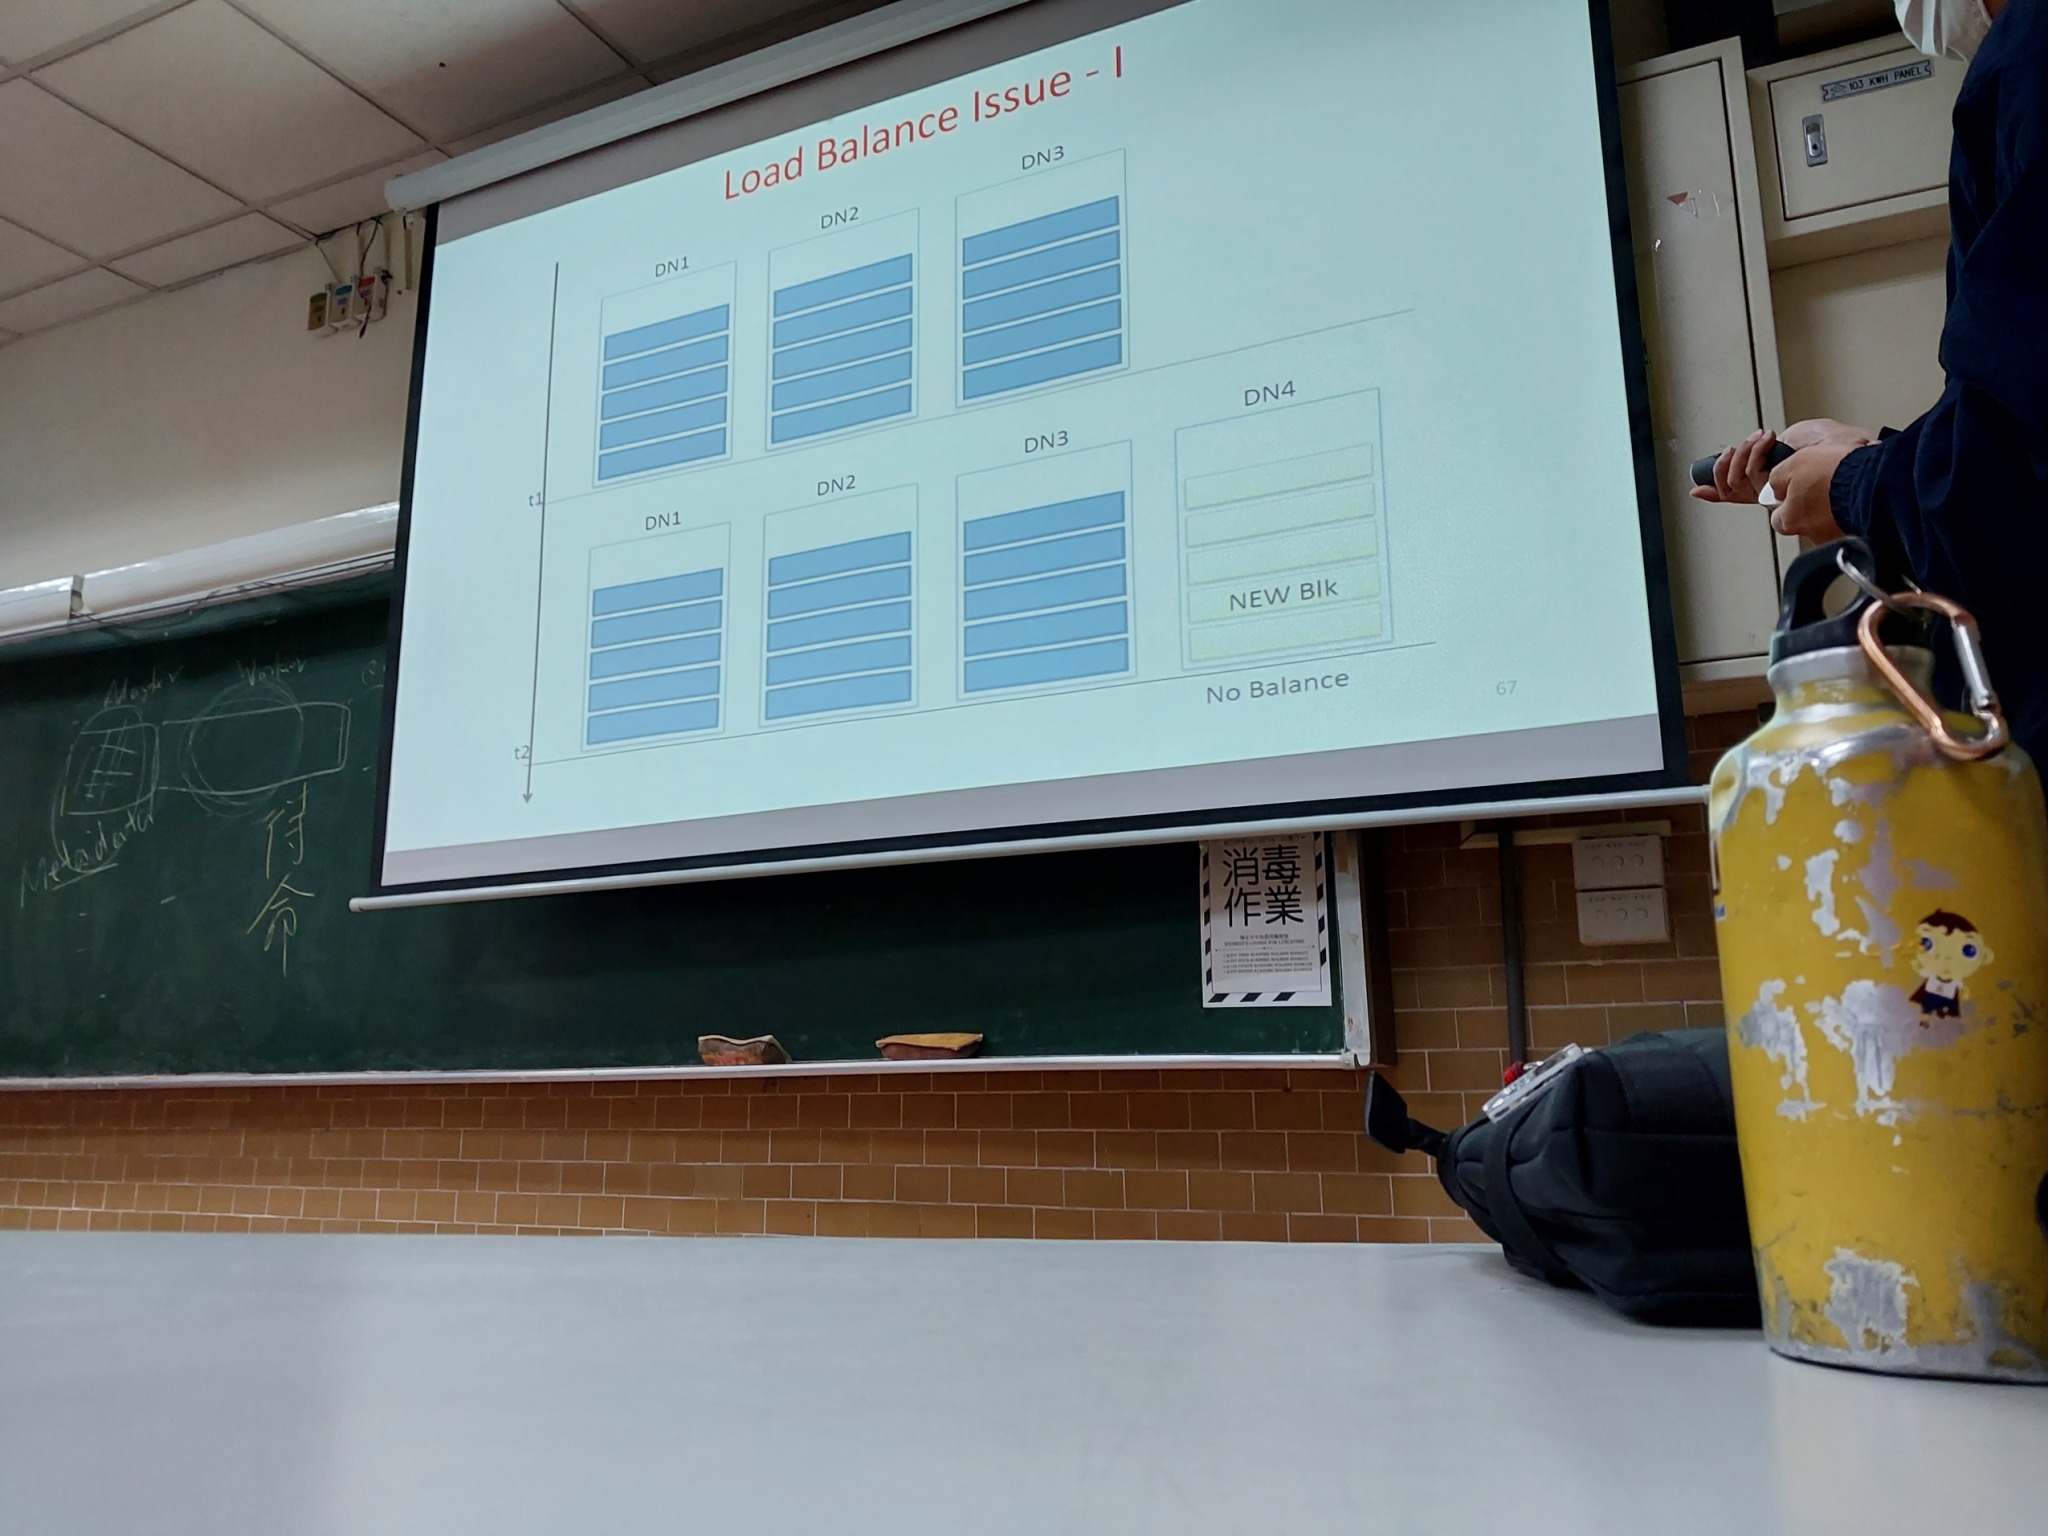 Load Balance Issue - I
DN1
DN2
DN3
t1
DN1
DN2
DN3
DN4
NEW Blk
t2
No Balance
67
103 KWH PANEL
Master
Worker
Metadata
待
命
消毒
作業